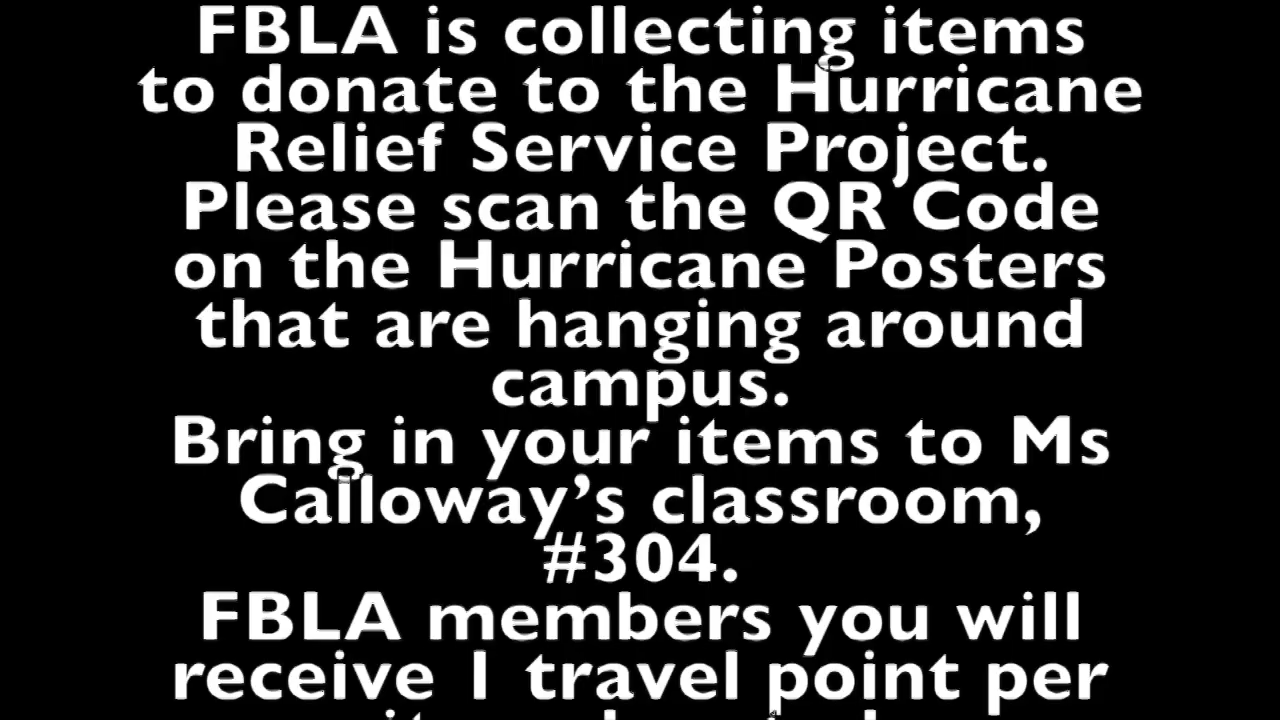 FBLA is collecting items
to donate to the Hurricane
Relief Service Project.
Please scan the QR Code
on the Hurricane Posters
that are hanging around
campus.
Bring in your items to Ms
Calloway’s classroom,
#304.
FBLA members you will
receive 1 travel point per